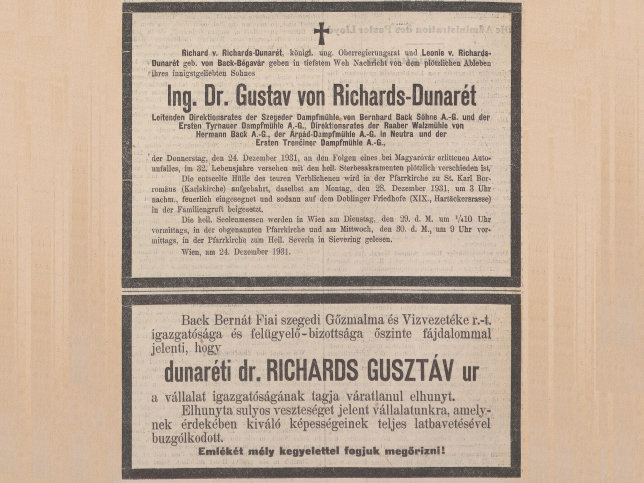 Richard v. Richards-Dunarét, königl. ung. Oberregierungsrat und Leonie v. Richards-
Dunarét geb. von Back-Bégavár geben in tiefstem Weh Nachricht von dem plötzlichen Ableben
ihres innigstgeliebten Sohnes
Ing. Dr. Gustav von Richards-Dunarét
Leitenden Direktionsrates der Szegeder Dampfmühle, von Bernhard Back Söhne A.-G. und der
Ersten Tyrnauer Dampfmühle A.-G., Direktionsrates der Raaber Walzmühle von
Hermann Back A.-G., der Arpád-Dampfmühle A.-G. in Neutra und der
Ersten Trenčiner Dampfmühle A.-G.,
der Donnerstag, den 24. Dezember 1931, an den Folgen eines bei Magyaróvár erlittenen Auto-
unfalles, im 32. Lebensjahre versehen mit den heil. Sterbesakramenten plötzlich verschieden ist.
Die entseelte Hülle des teuren Verblichenen wird in der Pfarrkirche zu St. Karl Bor-
romäus (Karlskirche) aufgebahrt, daselbst am Montag, den 28. Dezember 1931, um 3 Uhr
nachm., feuerlich eingesegnet und sodann auf dem Doblinger Friedhofe (XIX., Hartäckersrasse)
in der Familiengruft beigesetzt.
Die heil. Seelenmessen werden in Wien am Dienstag, den 29. d. M. um ¼10 Uhr
vormittags, in der obgenannten Pfarrkirche und am Mittwoch, den 30. d. M., um 9 Uhr vor-
mittags, in der Pfarrkirche zum Heil. Severin in Sievering gelesen.
Wien, am 24. Dezember 1931.
Back Bernát Fiai szegedi Gőzmalma és Vizvezetéke r.-t.
igazgatósága és felügyelő-bizottsága őszinte fájdalommal
jelenti, hogy
dunaréti dr. RICHARDS GUSZTÁV ur
a vállalat igazgatóságának tagja váratlanul elhunyt.
Elhunyta sulyos veszteséget jelent vállalatunkra, amely-
nek érdekében kiváló képességeinek teljes latbavetésével
buzgólkodott.
Emlékét mély kegyelettel fogjuk megőrizni!